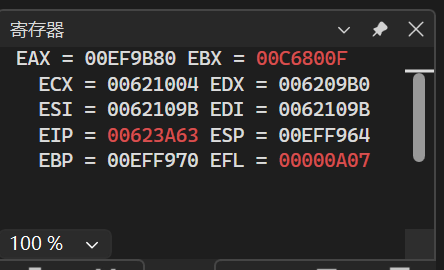 寄存器
EAX = 00EF9B80 EBX = 00C6800F
ECX = 00621004 EDX = 006209B0
ESI = 0062109B EDI = 0062109B
EIP = 00623A63 ESP = 00EFF964
EBP = 00EFF970 EFL = 00000A07
100 %